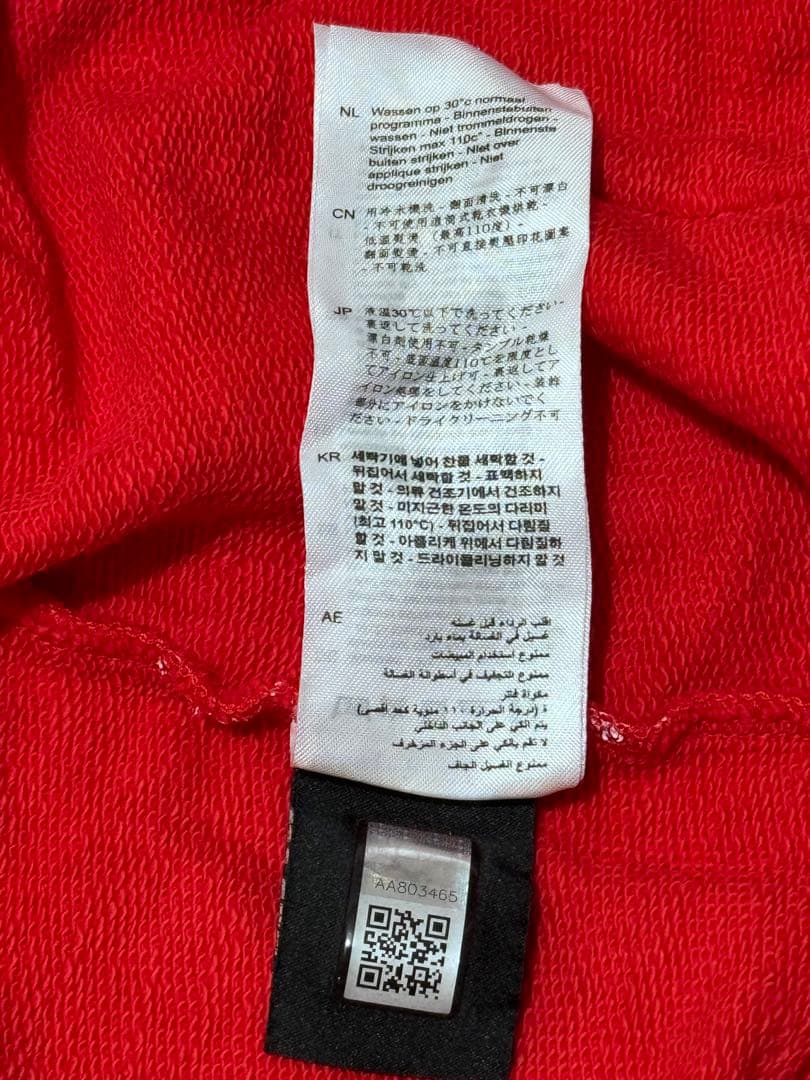 NL Wassen op 30°c normaal
programma - Binnenstebuiten
wassen - Niet trommeldrogen -
Strijken max 110c° - Binnenste
buiten strijken - Niet over
applique strijken - Niet
droogreinigen
CN 用冷水機洗 - 翻面清洗 - 不可漂白
- 不可使用滾筒式乾衣機烘乾 -
低溫熨燙 (最高110度) -
翻面熨燙 - 不可直接熨壓印花圖案
- 不可乾洗
JP 液温30℃以下で洗ってください -
裏返して洗ってください -
漂白剤使用不可 - タンブル乾燥
不可 - 底面温度110℃を限度とし
てアイロン仕上げ可 - 裏返してア
イロン処理をしてください - 装飾
部分にアイロンをかけないでく
ださい - ドライクリーニング不可
KR 세탁기에 넣어 찬물 세탁할 것 -
뒤집어서 세탁할 것 - 표백하지
말 것 - 의류 건조기에서 건조하지
말 것 - 미지근한 온도의 다리미
(최고 110°C) - 뒤집어서 다림질
할 것 - 아플리케 위에서 다림질하
지 말 것 - 드라이클리닝하지 말 것
AE اقلب الرداء قبل غسله
غسيل في الغسالة بماء بارد
ممنوع استخدام المبيضات
ممنوع التجفيف في أسطوانة الغسالة
مكواة فاتر
ة (درجة الحرارة ١١٠ مئوية كحد أقصى)
يتم الكي على الجانب الداخلي
لا تقم بالكي على الجزء المزخرف
ممنوع الغسيل الجاف
AA803465